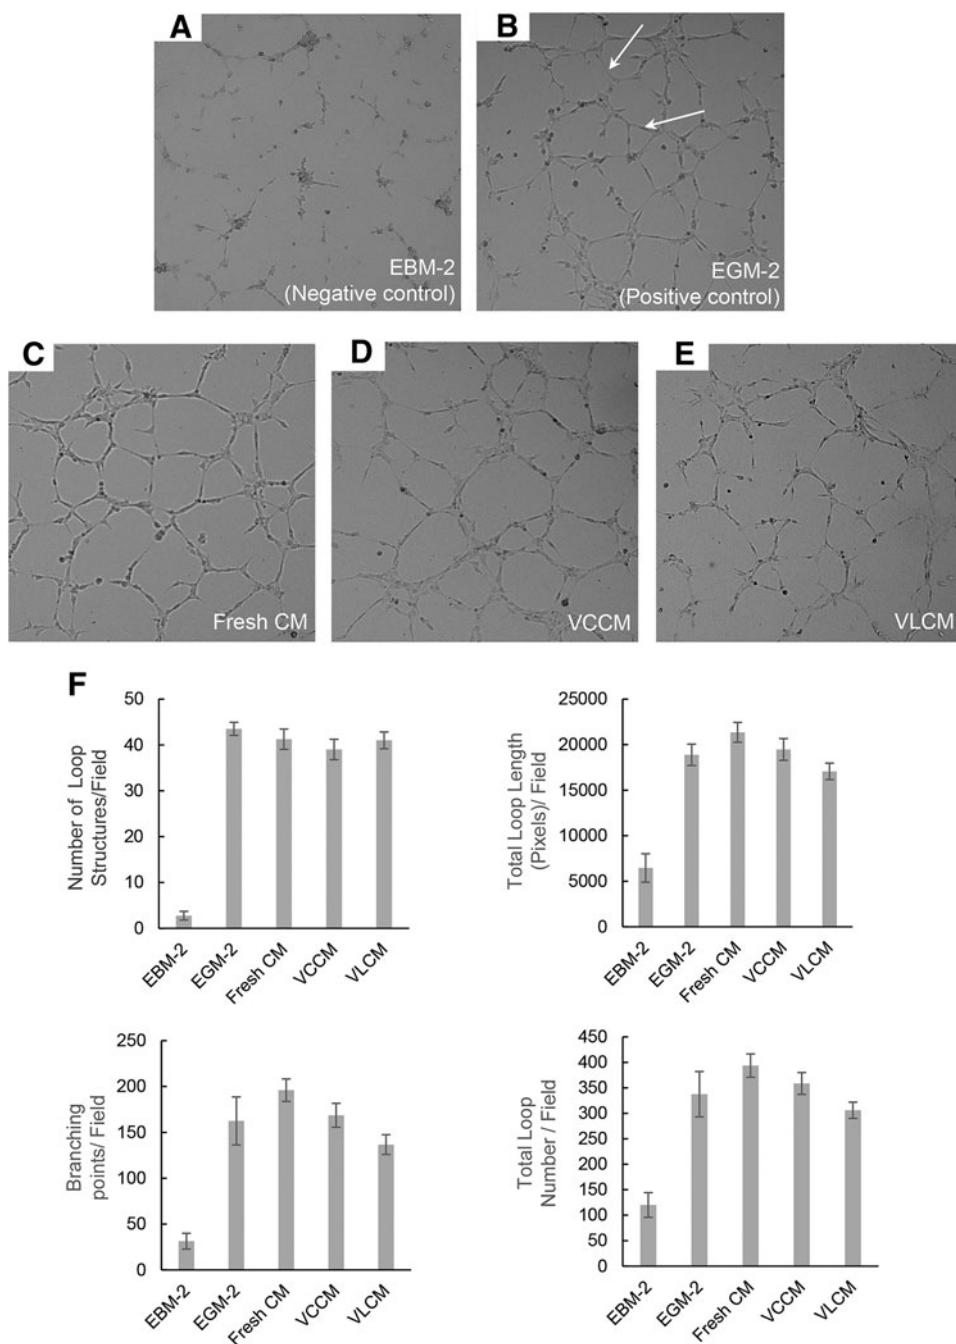 A
EBM-2
(Negative control)
B
EGM-2
(Positive control)
C
Fresh CM
D
VCCM
E
VLCM
F
Number of Loop
Structures/Field
50
40
30
20
10
0
EBM-2
EGM-2
Fresh CM
VCCM
VLCM
Total Loop Length
(Pixels)/ Field
25000
20000
15000
10000
5000
0
EBM-2
EGM-2
Fresh CM
VCCM
VLCM
Branching
points/ Field
250
200
150
100
50
0
EBM-2
EGM-2
Fresh CM
VCCM
VLCM
Total Loop
Number / Field
450
400
350
300
250
200
150
100
50
0
EBM-2
EGM-2
Fresh CM
VCCM
VLCM